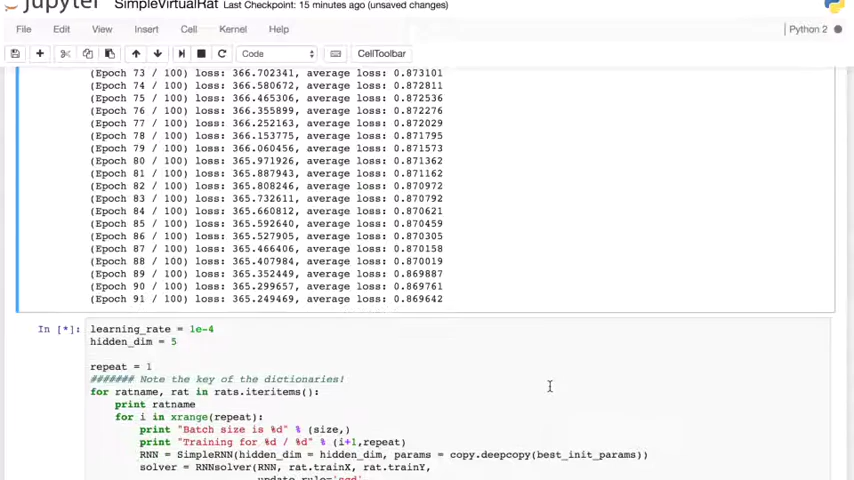 jupyter SimpleVirtualRat Last Checkpoint: 15 minutes ago (unsaved changes)
File Edit View Insert Cell Kernel Help Python 2
Code CellToolbar
(Epoch 73 / 100) loss: 366.702341, average loss: 0.873101
(Epoch 74 / 100) loss: 366.580672, average loss: 0.872811
(Epoch 75 / 100) loss: 366.465306, average loss: 0.872536
(Epoch 76 / 100) loss: 366.355899, average loss: 0.872276
(Epoch 77 / 100) loss: 366.252163, average loss: 0.872029
(Epoch 78 / 100) loss: 366.153775, average loss: 0.871795
(Epoch 79 / 100) loss: 366.060456, average loss: 0.871573
(Epoch 80 / 100) loss: 365.971926, average loss: 0.871362
(Epoch 81 / 100) loss: 365.887943, average loss: 0.871162
(Epoch 82 / 100) loss: 365.808246, average loss: 0.870972
(Epoch 83 / 100) loss: 365.732611, average loss: 0.870792
(Epoch 84 / 100) loss: 365.660812, average loss: 0.870621
(Epoch 85 / 100) loss: 365.592640, average loss: 0.870459
(Epoch 86 / 100) loss: 365.527905, average loss: 0.870305
(Epoch 87 / 100) loss: 365.466406, average loss: 0.870158
(Epoch 88 / 100) loss: 365.407984, average loss: 0.870019
(Epoch 89 / 100) loss: 365.352449, average loss: 0.869887
(Epoch 90 / 100) loss: 365.299657, average loss: 0.869761
(Epoch 91 / 100) loss: 365.249469, average loss: 0.869642
In [*]: learning_rate = 1e-4
hidden_dim = 5
repeat = 1
####### Note the key of the dictionaries!
for ratname, rat in rats.iteritems():
print ratname
for i in xrange(repeat):
print "Batch size is %d" % (size,)
print "Training for %d / %d" % (i+1,repeat)
RNN = SimpleRNN(hidden_dim = hidden_dim, params = copy.deepcopy(best_init_params))
solver = RNNsolver(RNN, rat.trainX, rat.trainY,
update_rule='sgd',